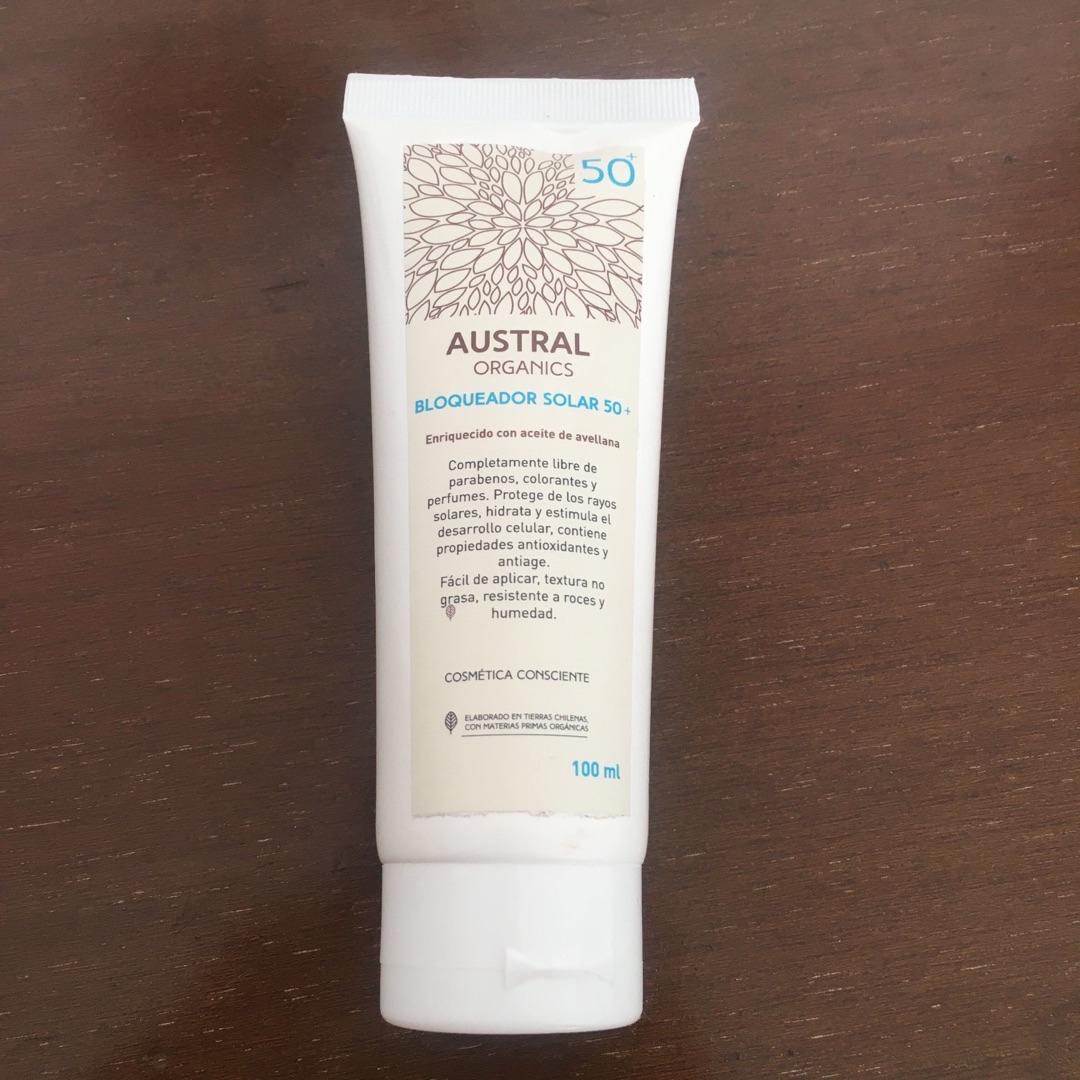 50+
AUSTRAL
ORGANICS
BLOQUEADOR SOLAR 50+
Enriquecido con aceite de avellana
Completamente libre de
parabenos, colorantes y
perfumes. Protege de los rayos
solares, hidrata y estimula el
desarrollo celular, contiene
propiedades antioxidantes y
antiage.
Fácil de aplicar, textura no
grasa, resistente a roces y
humedad.
COSMÉTICA CONSCIENTE
ELABORADO EN TIERRAS CHILENAS,
CON MATERIAS PRIMAS ORGÁNICAS
100 ml